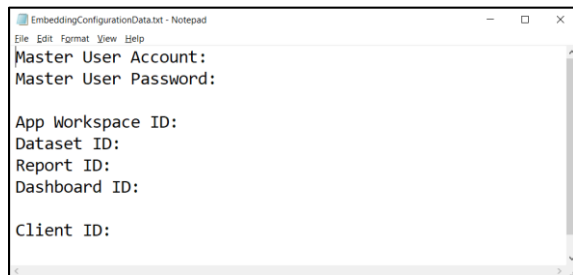 EmbeddingConfigurationData.txt - Notepad
File Edit Format View Help
Master User Account:
Master User Password:
App Workspace ID:
Dataset ID:
Report ID:
Dashboard ID:
Client ID: